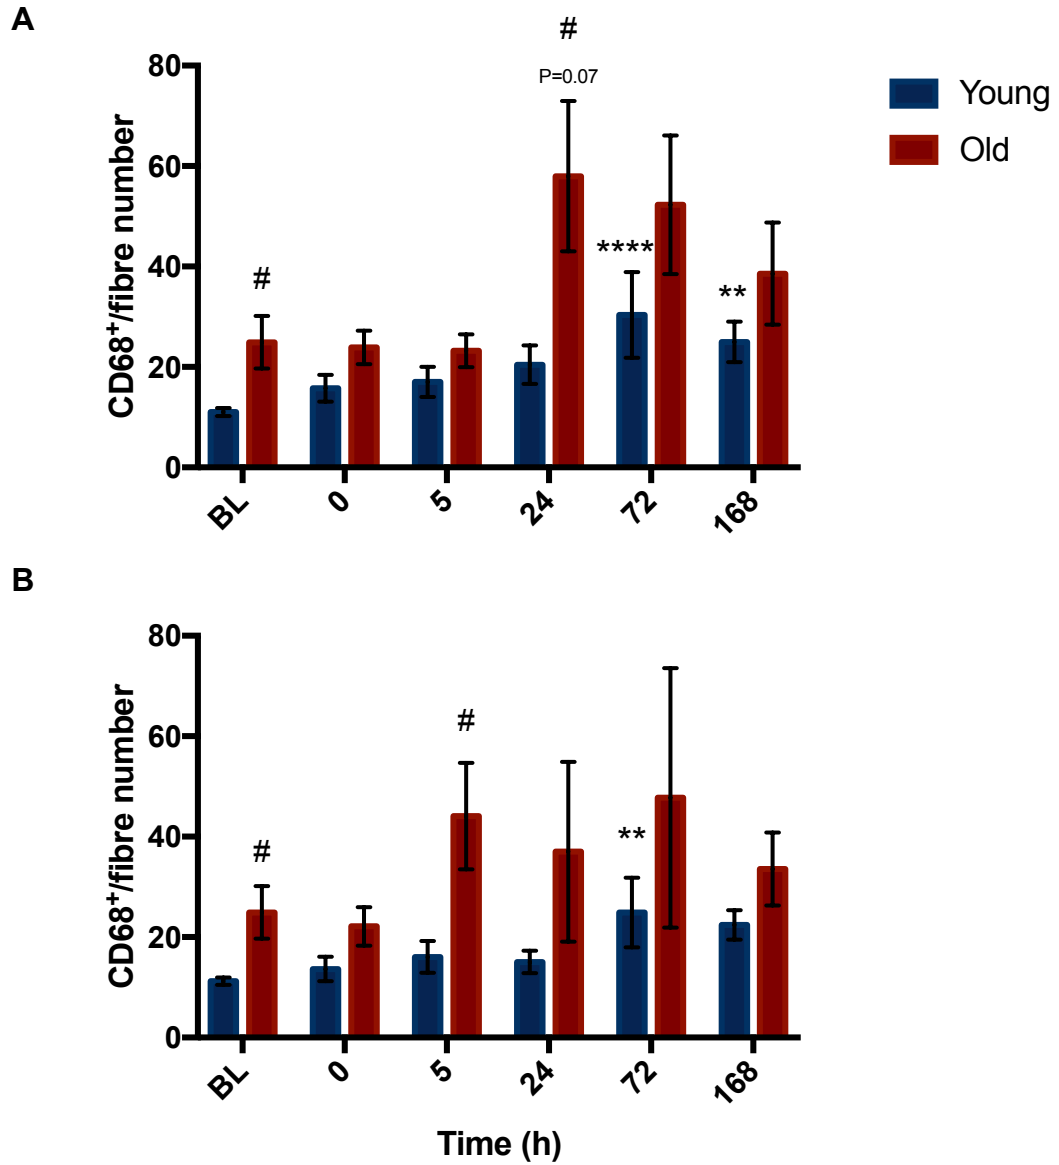 A
#
80
P=0.07
Young
Old
60
40
20
0
CD68⁺/fibre number
#
****
**
BL 0 5 24 72 168
B
80
60
40
20
0
CD68⁺/fibre number
#
#
**
BL 0 5 24 72 168
Time (h)